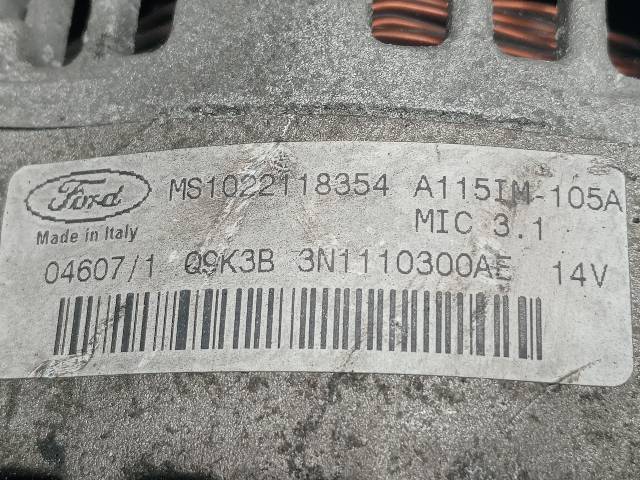 Ford MS1022118354 A115IM-105A
Made in Italy MIC 3.1
04607/1 Q9K3B 3N1110300AE 14V